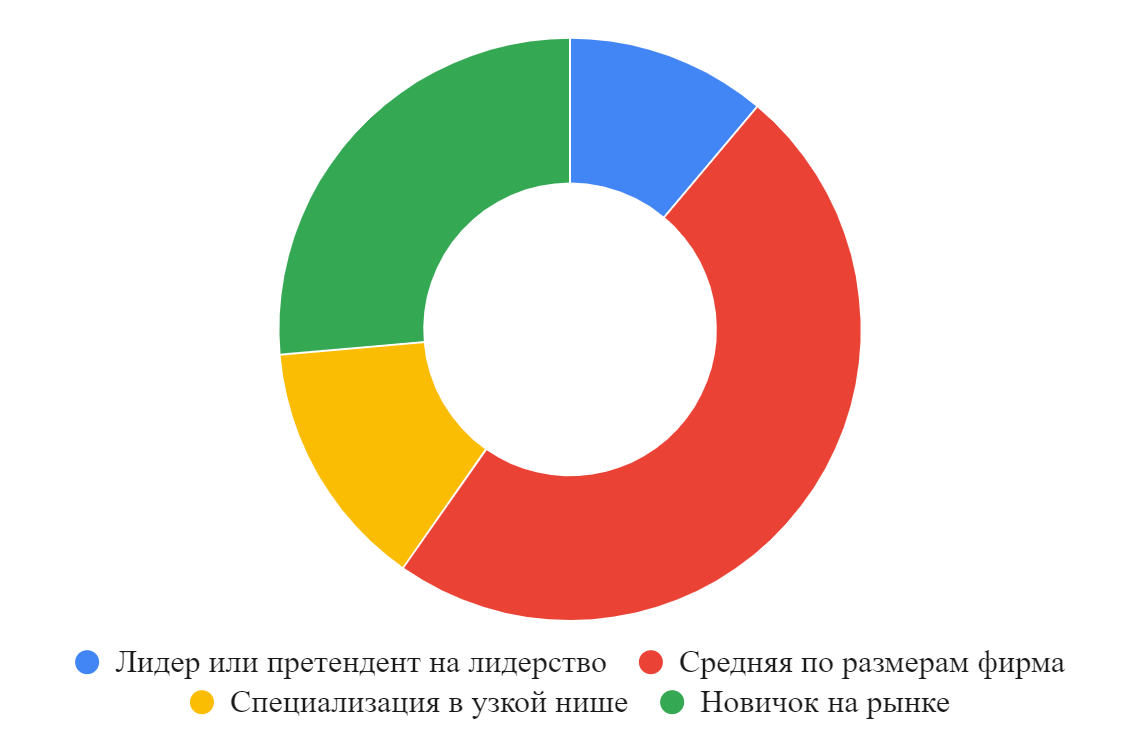 Лидер или претендент на лидерство Средняя по размерам фирма
Специализация в узкой нише Новичок на рынке